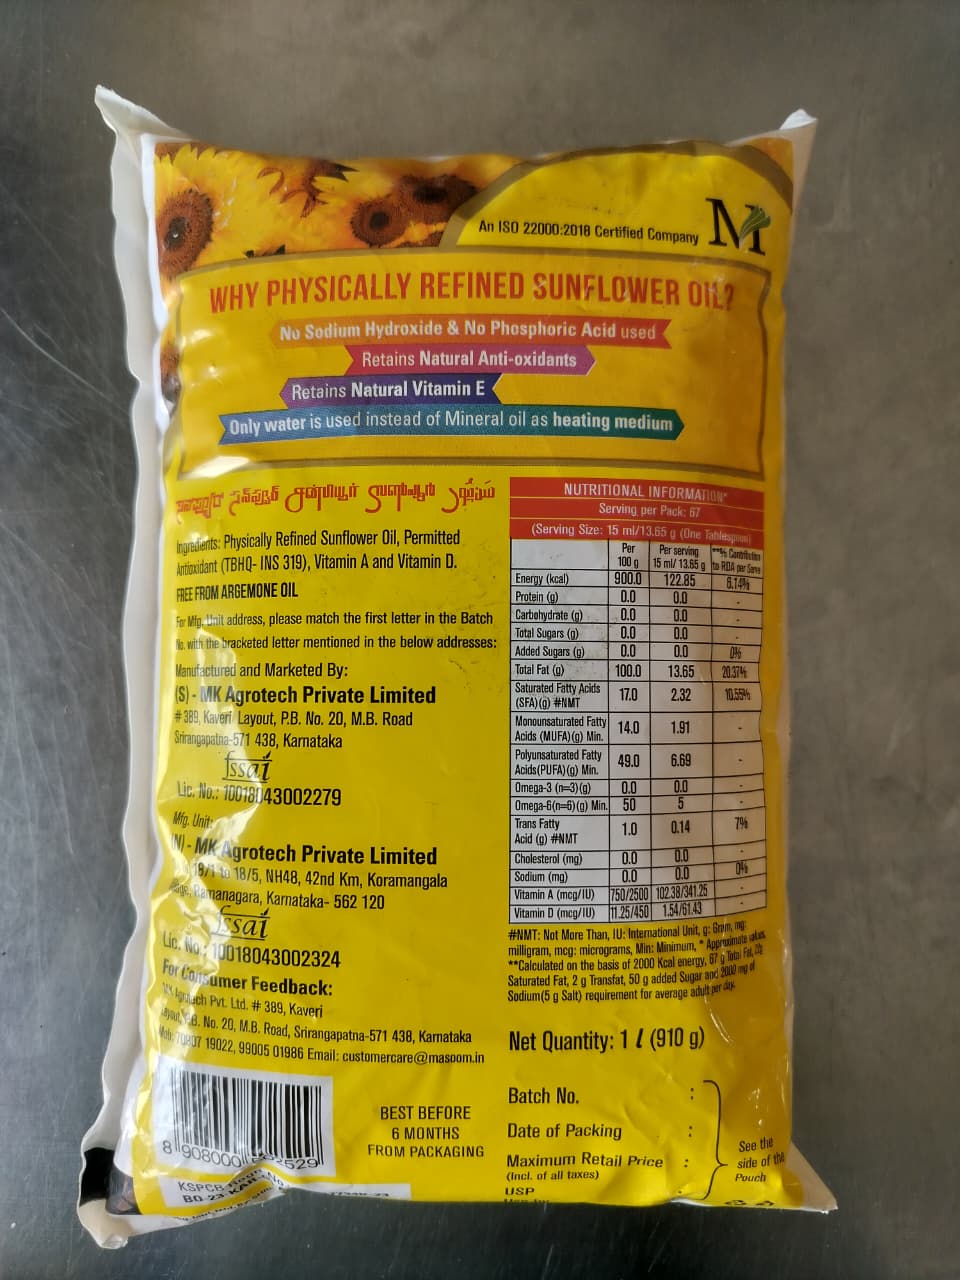 An ISO 22000:2018 Certified Company
M
WHY PHYSICALLY REFINED SUNFLOWER OIL?
No Sodium Hydroxide & No Phosphoric Acid used
Retains Natural Anti-oxidants
Retains Natural Vitamin E
Only water is used instead of Mineral oil as heating medium
Ingredients: Physically Refined Sunflower Oil, Permitted
Antioxidant (TBHQ- INS 319), Vitamin A and Vitamin D.
FREE FROM ARGEMONE OIL
For Mfg. Unit address, please match the first letter in the Batch
No. with the bracketed letter mentioned in the below addresses:
Manufactured and Marketed By:
(S) - MK Agrotech Private Limited
# 389, Kaveri Layout, P.B. No. 20, M.B. Road
Srirangapatna-571 438, Karnataka
fssai
Lic. No.: 10018043002279
Mfg. Unit:
(N) - MK Agrotech Private Limited
18/1 to 18/5, NH48, 42nd Km, Koramangala
Ramanagara, Karnataka- 562 120
fssai
Lic. No.: 10018043002324
For Consumer Feedback:
MK Agrotech Pvt. Ltd. # 389, Kaveri
Layout, P.B. No. 20, M.B. Road, Srirangapatna-571 438, Karnataka
Mob: 70807 19022, 99005 01986 Email: customercare@masoom.in
8 908000 2529
BEST BEFORE
6 MONTHS
FROM PACKAGING
KSPCB
BO-23 KAR
NUTRITIONAL INFORMATION*
Serving per Pack: 67
(Serving Size: 15 ml/13.65 g (One Tablespoon)
Per 100 g Per serving 15 ml/ 13.65 g **% Contribution to RDA per Serve
Energy (kcal) 900.0 122.85 6.14%
Protein (g) 0.0 0.0 -
Carbohydrate (g) 0.0 0.0 -
Total Sugars (g) 0.0 0.0 -
Added Sugars (g) 0.0 0.0 0%
Total Fat (g) 100.0 13.65 20.37%
Saturated Fatty Acids (SFA)(g) #NMT 17.0 2.32 10.55%
Monounsaturated Fatty Acids (MUFA)(g) Min. 14.0 1.91 -
Polyunsaturated Fatty Acids(PUFA)(g) Min. 49.0 6.69 -
Omega-3 (n=3)(g) 0.0 0.0 -
Omega-6(n=6)(g) Min. 50 5 -
Trans Fatty Acid (g) #NMT 1.0 0.14 7%
Cholesterol (mg) 0.0 0.0 -
Sodium (mg) 0.0 0.0 0%
Vitamin A (mcg/IU) 750/2500 102.38/341.25 -
Vitamin D (mcg/IU) 11.25/450 1.54/61.43 -
#NMT: Not More Than, IU: International Unit, g: Gram, mg:
milligram, mcg: micrograms, Min: Minimum, * Approximate values,
**Calculated on the basis of 2000 Kcal energy, 67 g Total Fat, 22g
Saturated Fat, 2 g Transfat, 50 g added Sugar and 2000 mg of
Sodium(5 g Salt) requirement for average adult per day.
Net Quantity: 1 l (910 g)
Batch No. :
Date of Packing :
Maximum Retail Price :
(Incl. of all taxes)
USP :
See the
side of the
Pouch